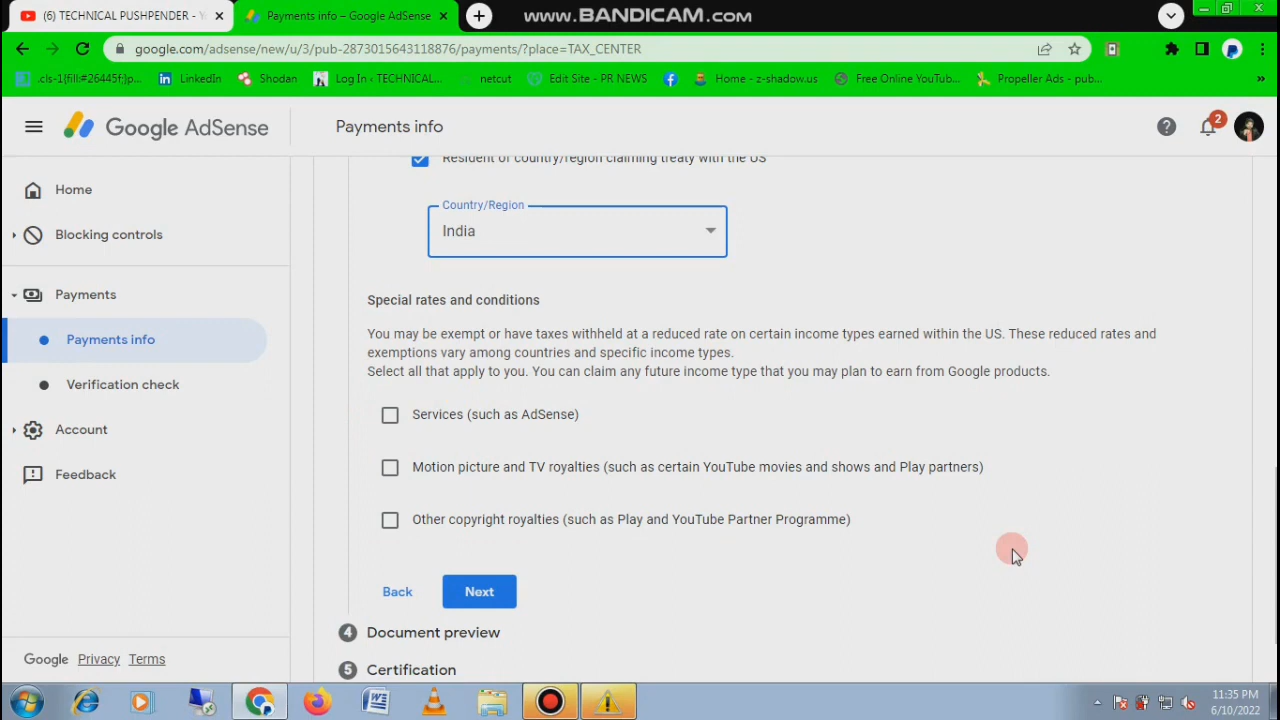 (6) TECHNICAL PUSHPENDER - Y
Payments info – Google AdSense
www.BANDICAM.com
google.com/adsense/new/u/3/pub-2873015643118876/payments/?place=TAX_CENTER
.cls-1{fill:#26445f;}p...
LinkedIn
Shodan
Log In ‹ TECHNICAL...
netcut
Edit Site - PR NEWS
Home - z-shadow.us
Free Online YouTub...
Propeller Ads - pub...
»
Google AdSense
Payments info
2
Resident of country/region claiming treaty with the US
Home
Blocking controls
Payments
Payments info
Verification check
Account
Feedback
Country/Region
India
Special rates and conditions
You may be exempt or have taxes withheld at a reduced rate on certain income types earned within the US. These reduced rates and
exemptions vary among countries and specific income types.
Select all that apply to you. You can claim any future income type that you may plan to earn from Google products.
Services (such as AdSense)
Motion picture and TV royalties (such as certain YouTube movies and shows and Play partners)
Other copyright royalties (such as Play and YouTube Partner Programme)
Back
Next
4 Document preview
5 Certification
Google Privacy Terms
11:35 PM
6/10/2022